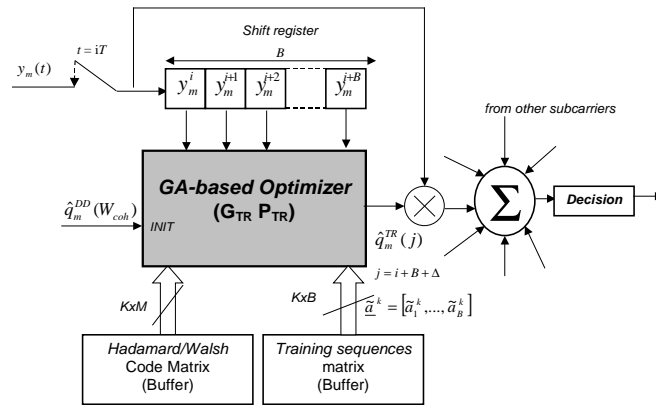 Shift register
B
t = iT
y_m(t)
y_m^i y_m^{i+1} y_m^{i+2} y_m^{i+B}
from other subcarriers
GA-based Optimizer
(G_TR P_TR)
q̂_m^{DD}(W_coh)
INIT
Σ
Decision
q̂_m^{TR}(j)
j = i + B + Δ
KxM
KxB
ã^k = [ã_1^k,...,ã_B^k]
Hadamard/Walsh
Code Matrix
(Buffer)
Training sequences
matrix
(Buffer)